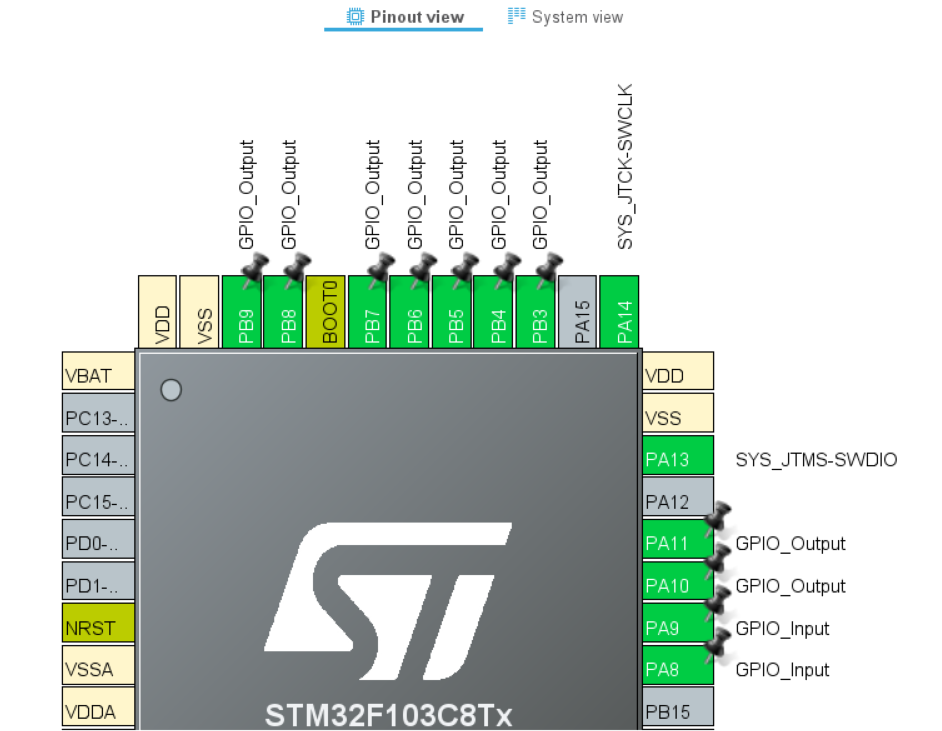 Pinout view
System view
GPIO_Output
GPIO_Output
GPIO_Output
GPIO_Output
GPIO_Output
GPIO_Output
GPIO_Output
SYS_JTCK-SWCLK
VDD
VSS
PB9
PB8
BOOT0
PB7
PB6
PB5
PB4
PB3
PA15
PA14
VBAT
PC13-..
PC14-..
PC15-..
PD0-..
PD1-..
NRST
VSSA
VDDA
VDD
VSS
PA13 SYS_JTMS-SWDIO
PA12
PA11 GPIO_Output
PA10 GPIO_Output
PA9 GPIO_Input
PA8 GPIO_Input
PB15
ST
STM32F103C8Tx